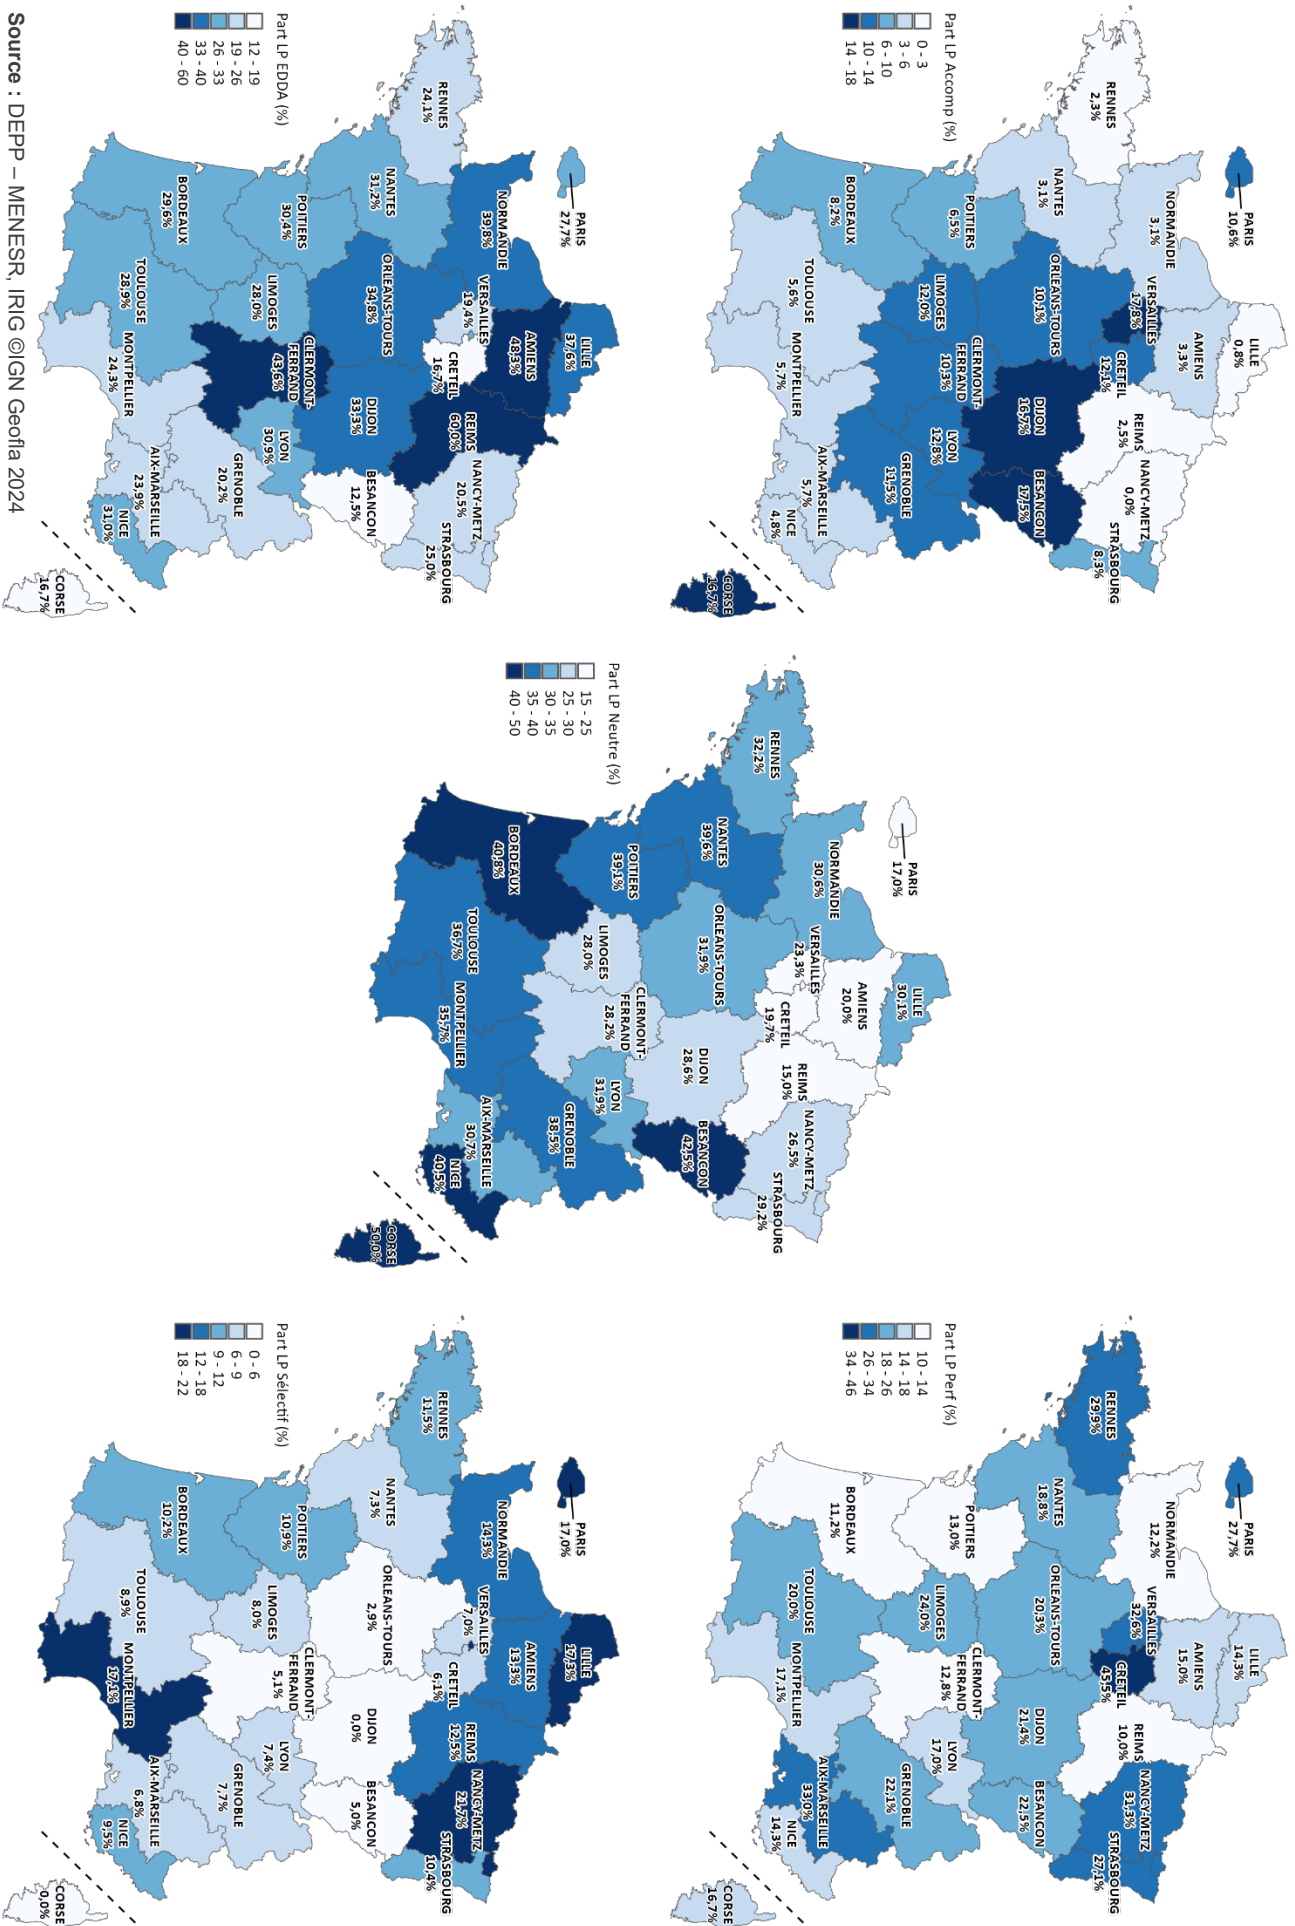 Part LP Accomp (%)
0 - 3
3 - 6
6 - 10
10 - 14
14 - 18
PARIS
10,6%
LILLE
0,8%
AMIENS
3,3%
NORMANDIE
3,1%
VERSAILLES
17,8%
CRETEIL
12,1%
REIMS
2,5%
NANCY-METZ
0,0%
STRASBOURG
8,3%
RENNES
2,3%
NANTES
3,1%
ORLEANS-TOURS
10,1%
DIJON
16,7%
BESANCON
17,5%
POITIERS
6,5%
LIMOGES
12,0%
CLERMONT-
FERRAND
10,3%
LYON
12,8%
GRENOBLE
11,5%
BORDEAUX
8,2%
TOULOUSE
5,6%
MONTPELLIER
5,7%
AIX-MARSEILLE
5,7%
NICE
4,8%
CORSE
16,7%
Part LP Perf (%)
10 - 14
14 - 18
18 - 26
26 - 34
34 - 46
PARIS
27,7%
LILLE
14,3%
AMIENS
15,0%
NORMANDIE
12,2%
VERSAILLES
32,6%
CRETEIL
45,5%
REIMS
10,0%
NANCY-METZ
31,3%
STRASBOURG
27,1%
RENNES
29,9%
NANTES
18,8%
ORLEANS-TOURS
20,3%
DIJON
21,4%
BESANCON
22,5%
POITIERS
13,0%
LIMOGES
24,0%
CLERMONT-
FERRAND
12,8%
LYON
17,0%
GRENOBLE
22,1%
BORDEAUX
11,2%
TOULOUSE
20,0%
MONTPELLIER
17,1%
AIX-MARSEILLE
33,0%
NICE
14,3%
CORSE
16,7%
Part LP Neutre (%)
15 - 25
25 - 30
30 - 35
35 - 40
40 - 50
PARIS
17,0%
LILLE
30,1%
AMIENS
20,0%
NORMANDIE
30,6%
VERSAILLES
23,3%
CRETEIL
19,7%
REIMS
15,0%
NANCY-METZ
26,5%
STRASBOURG
29,2%
RENNES
32,2%
NANTES
39,6%
ORLEANS-TOURS
31,9%
DIJON
28,6%
BESANCON
42,5%
POITIERS
39,1%
LIMOGES
28,0%
CLERMONT-
FERRAND
28,2%
LYON
31,9%
GRENOBLE
38,5%
BORDEAUX
40,8%
TOULOUSE
36,7%
MONTPELLIER
35,7%
AIX-MARSEILLE
30,7%
NICE
40,5%
CORSE
50,0%
Part LP EDDA (%)
12 - 19
19 - 26
26 - 33
33 - 40
40 - 60
PARIS
27,7%
LILLE
37,6%
AMIENS
48,3%
NORMANDIE
39,8%
VERSAILLES
19,4%
CRETEIL
16,7%
REIMS
60,0%
NANCY-METZ
20,5%
STRASBOURG
25,0%
RENNES
24,1%
NANTES
31,2%
ORLEANS-TOURS
34,8%
DIJON
33,3%
BESANCON
12,5%
POITIERS
30,4%
LIMOGES
28,0%
CLERMONT-
FERRAND
43,6%
LYON
30,9%
GRENOBLE
20,2%
BORDEAUX
29,6%
TOULOUSE
28,9%
MONTPELLIER
24,3%
AIX-MARSEILLE
23,9%
NICE
31,0%
CORSE
16,7%
Part LP Sélectif (%)
0 - 6
6 - 9
9 - 12
12 - 18
18 - 22
PARIS
17,0%
LILLE
17,3%
AMIENS
13,3%
NORMANDIE
14,3%
VERSAILLES
7,0%
CRETEIL
6,1%
REIMS
12,5%
NANCY-METZ
21,7%
STRASBOURG
10,4%
RENNES
11,5%
NANTES
7,3%
ORLEANS-TOURS
2,9%
DIJON
0,0%
BESANCON
5,0%
POITIERS
10,9%
LIMOGES
8,0%
CLERMONT-
FERRAND
5,1%
LYON
7,4%
GRENOBLE
7,7%
BORDEAUX
10,2%
TOULOUSE
8,9%
MONTPELLIER
17,1%
AIX-MARSEILLE
6,8%
NICE
9,5%
CORSE
0,0%
Source : DEPP – MENESR, IRIG ©IGN Geofla 2024